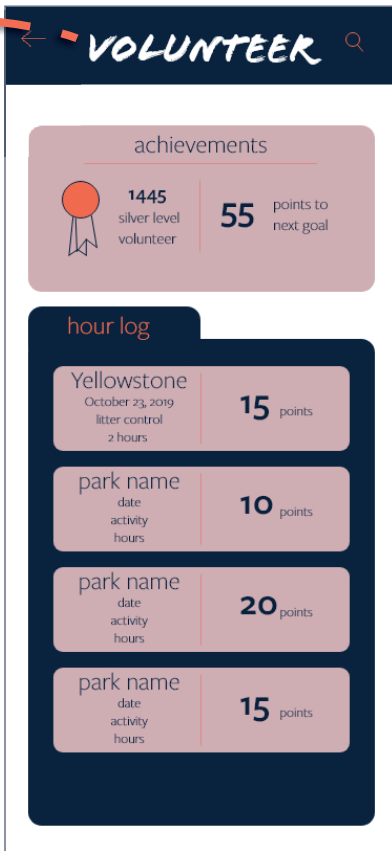 VOLUNTEER
achievements
1445
silver level
volunteer
55
points to
next goal
hour log
Yellowstone
October 23, 2019
litter control
2 hours
15 points
park name
date
activity
hours
10 points
park name
date
activity
hours
20 points
park name
date
activity
hours
15 points